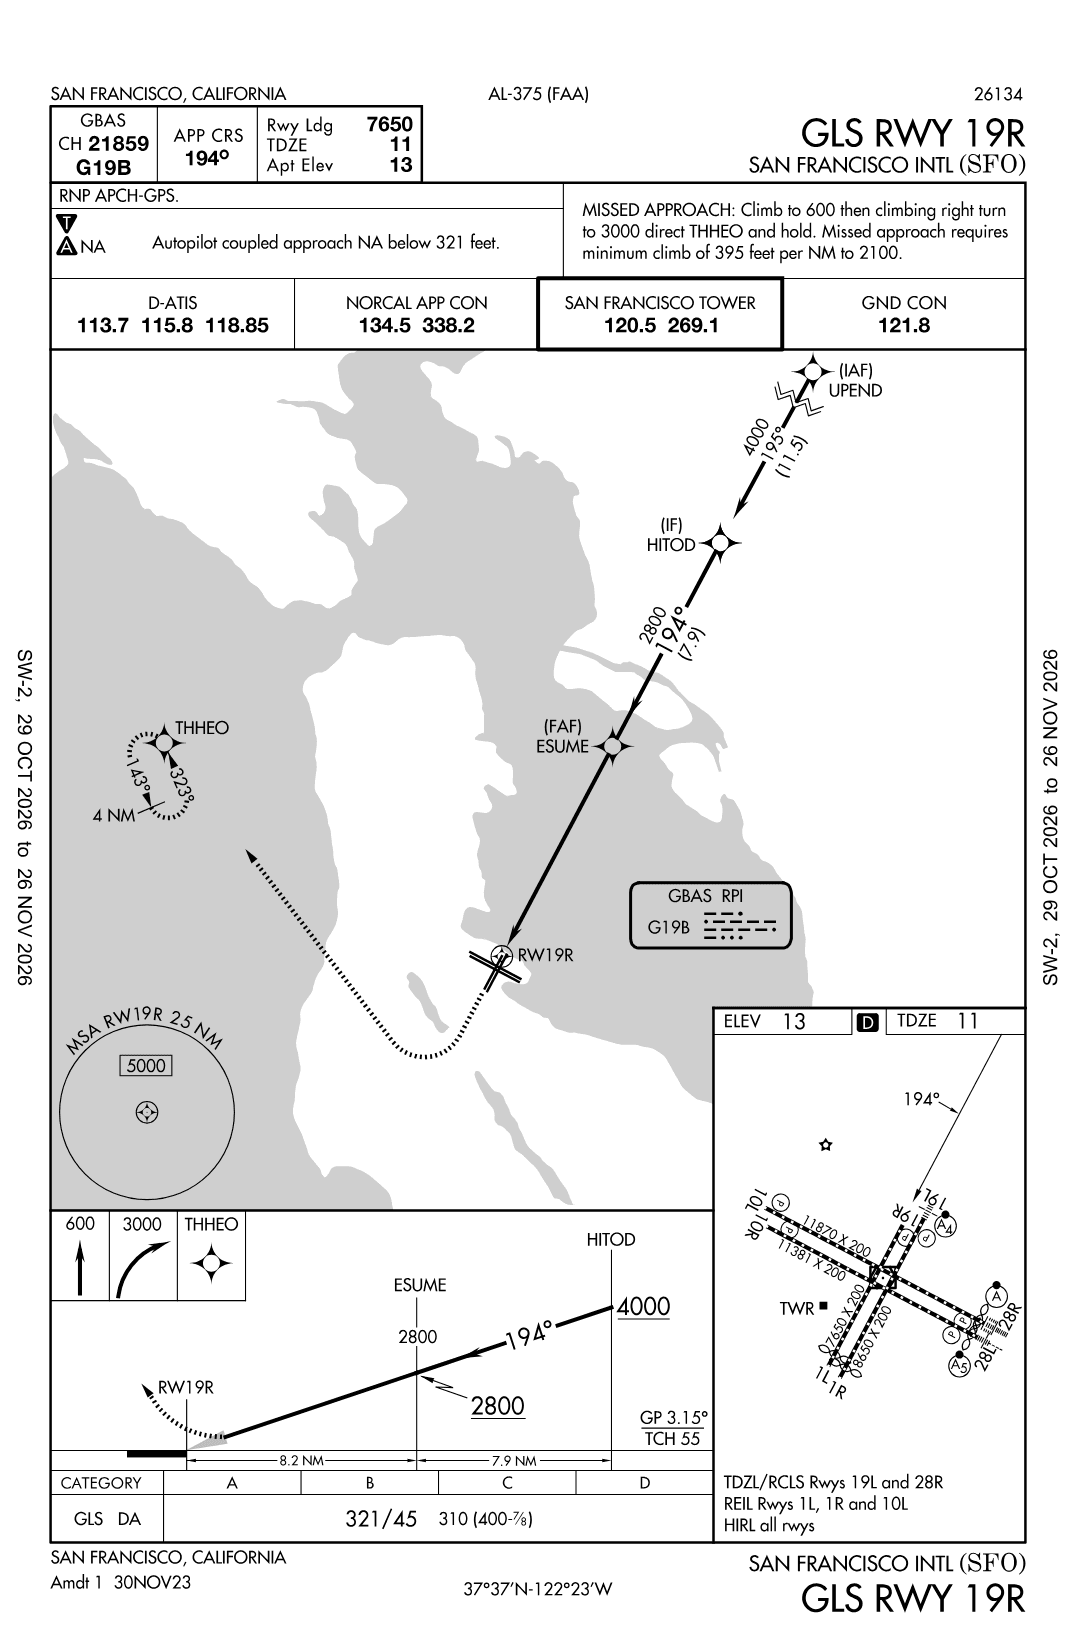 SAN FRANCISCO, CALIFORNIA
AL-375 (FAA)
26134
GBAS
CH 21859
G19B
APP CRS
194°
Rwy Ldg 7650
TDZE 11
Apt Elev 13
GLS RWY 19R
SAN FRANCISCO INTL (SFO)
RNP APCH-GPS.
T
A NA
Autopilot coupled approach NA below 321 feet.
MISSED APPROACH: Climb to 600 then climbing right turn
to 3000 direct THHEO and hold. Missed approach requires
minimum climb of 395 feet per NM to 2100.
D-ATIS
113.7 115.8 118.85
NORCAL APP CON
134.5 338.2
SAN FRANCISCO TOWER
120.5 269.1
GND CON
121.8
(IAF)
UPEND
4000
195°
(11.5)
(IF)
HITOD
2800
194°
(7.9)
(FAF)
ESUME
THHEO
143°
323°
4 NM
GBAS RPI
G19B
RW19R
MSA RW19R 25 NM
5000
SW-2, 29 OCT 2026 to 26 NOV 2026
SW-2, 29 OCT 2026 to 26 NOV 2026
ELEV 13
D
TDZE 11
194°
10L
10R
P
P
11870 X 200
11381 X 200
19R
19L
P
P
A4
TWR
7650 X 200
8650 X 200
A
P
P
A5
28R
28L
1L
1R
TDZL/RCLS Rwys 19L and 28R
REIL Rwys 1L, 1R and 10L
HIRL all rwys
600
3000
THHEO
HITOD
4000
ESUME
2800
194°
2800
RW19R
GP 3.15°
TCH 55
8.2 NM
7.9 NM
CATEGORY A B C D
GLS DA 321/45 310 (400-⅞)
SAN FRANCISCO, CALIFORNIA
Amdt 1 30NOV23
37°37'N-122°23'W
SAN FRANCISCO INTL (SFO)
GLS RWY 19R